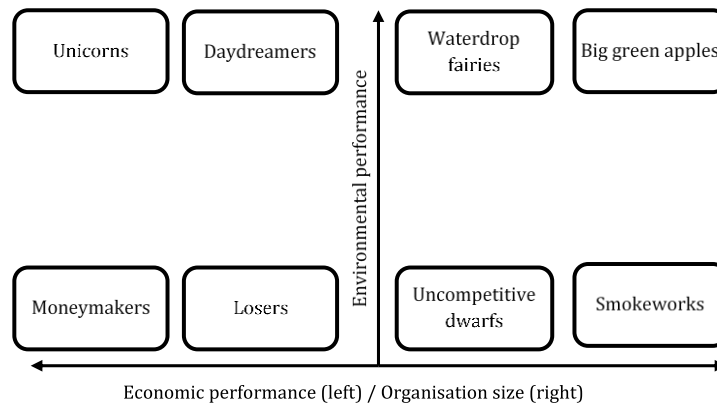 Unicorns
Daydreamers
Waterdrop
fairies
Big green apples
Environmental performance
Moneymakers
Losers
Uncompetitive
dwarfs
Smokeworks
Economic performance (left) / Organisation size (right)